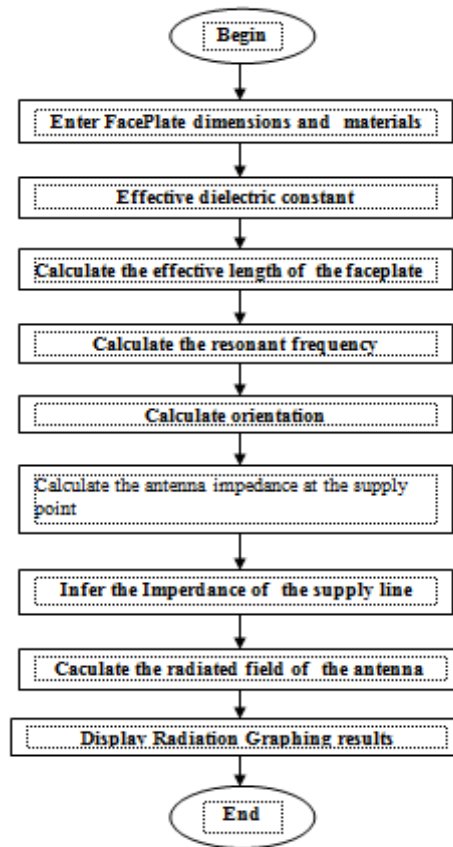 Begin
Enter FacePlate dimensions and materials
Effective dielectric constant
Calculate the effective length of the faceplate
Calculate the resonant frequency
Calculate orientation
Calculate the antenna impedance at the supply
point
Infer the Imperdance of the supply line
Caculate the radiated field of the antenna
Display Radiation Graphing results
End